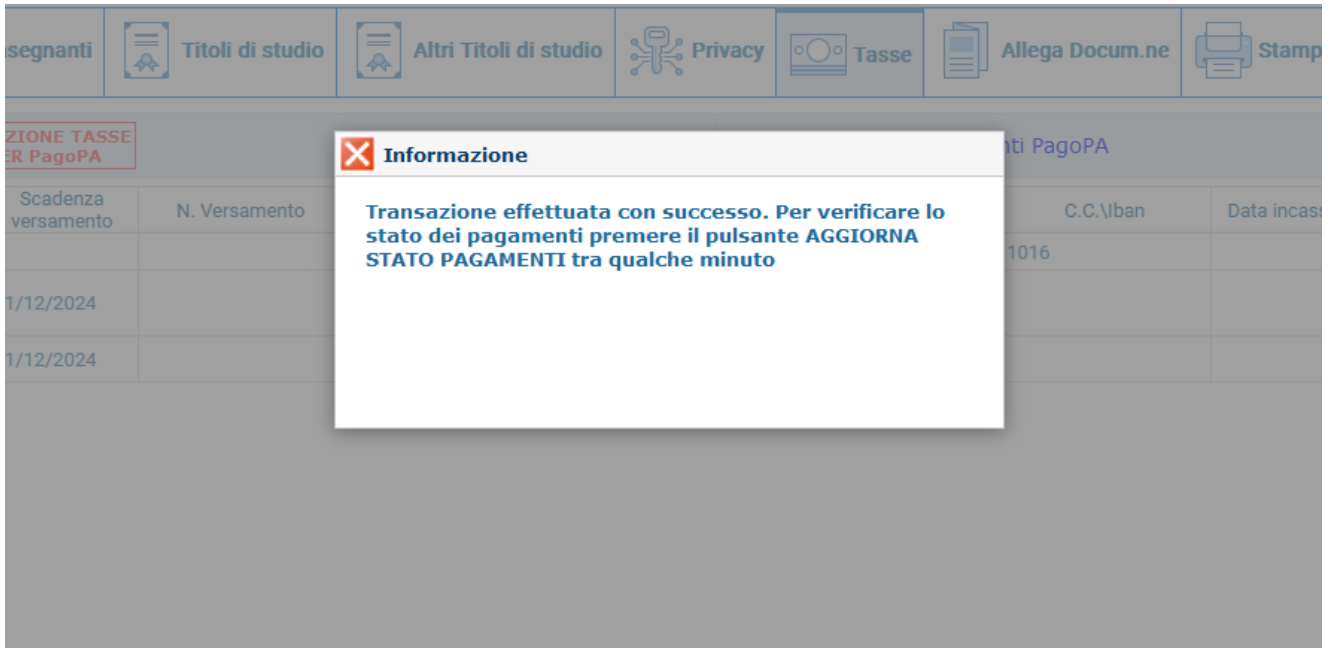 segnanti
Titoli di studio
Altri Titoli di studio
Privacy
Tasse
Allega Docum.ne
Stamp
ZIONE TASSE
ER PagoPA
nti PagoPA
Informazione
Transazione effettuata con successo. Per verificare lo
stato dei pagamenti premere il pulsante AGGIORNA
STATO PAGAMENTI tra qualche minuto
Scadenza
versamento
N. Versamento
C.C.\Iban
Data incass
1016
1/12/2024
1/12/2024